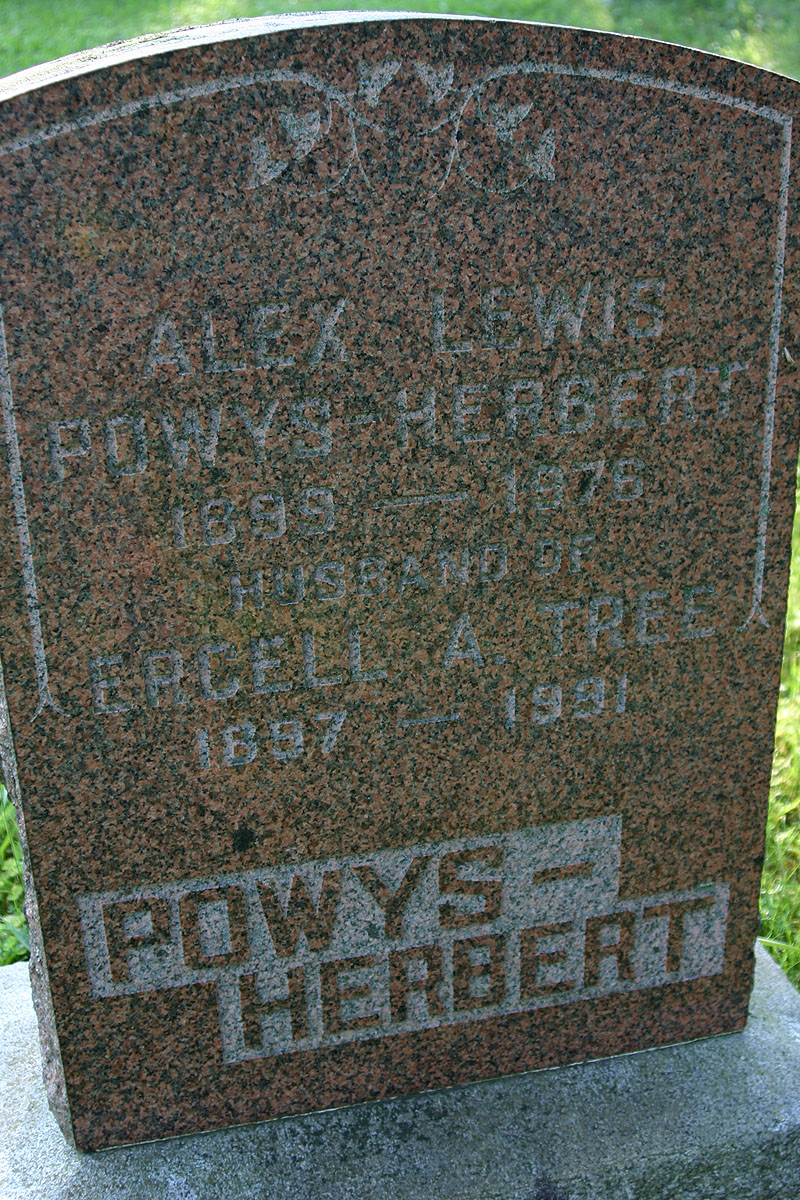 ALEX LEWIS
POWYS-HERBERT
1899 — 1976
HUSBAND OF
ERCELL A. TREE
1897 — 1991
POWYS-
HERBERT